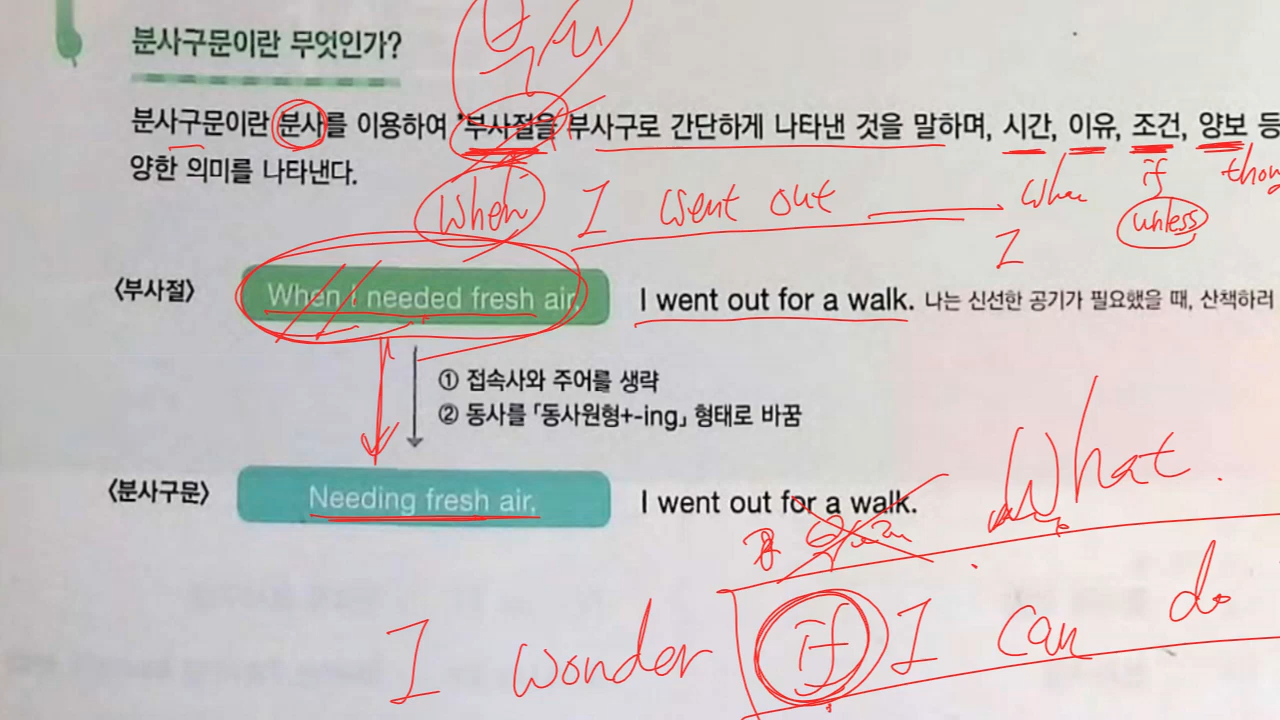 분사구문이란 무엇인가?
부사
분사구문이란 분사를 이용하여 부사절을 부사구로 간단하게 나타낸 것을 말하며, 시간, 이유, 조건, 양보 등
양한 의미를 나타낸다.
when I went out
if
unless
I
〈부사절〉 When I needed fresh air, I went out for a walk. 나는 신선한 공기가 필요했을 때, 산책하러
① 접속사와 주어를 생략
② 동사를 「동사원형+-ing」 형태로 바꿈
〈분사구문〉 Needing fresh air, I went out for a walk.
What
I wonder if I can do